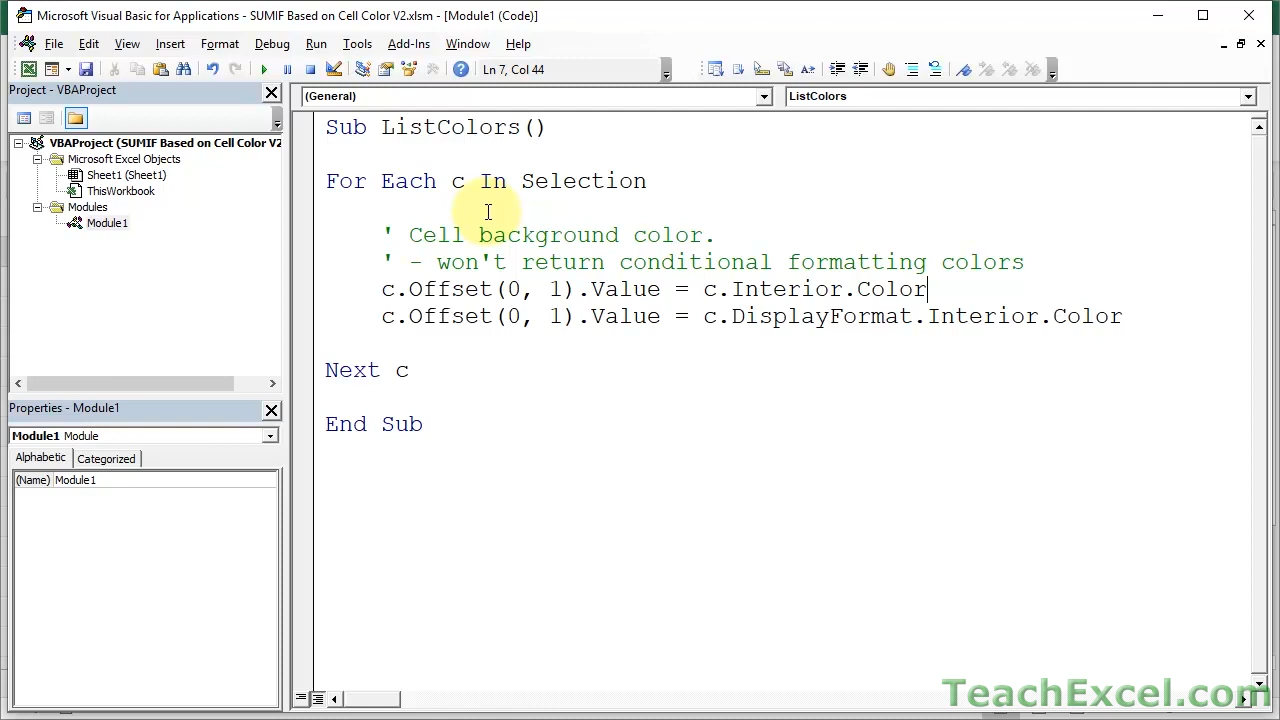 Microsoft Visual Basic for Applications - SUMIF Based on Cell Color V2.xlsm - [Module1 (Code)]
File Edit View Insert Format Debug Run Tools Add-Ins Window Help
Ln 7, Col 44
Project - VBAProject
VBAProject (SUMIF Based on Cell Color V2
Microsoft Excel Objects
Sheet1 (Sheet1)
ThisWorkbook
Modules
Module1
Properties - Module1
Module1 Module
Alphabetic Categorized
(Name) Module1
(General) ListColors
Sub ListColors()
For Each c In Selection
' Cell background color.
' - won't return conditional formatting colors
c.Offset(0, 1).Value = c.Interior.Color
c.Offset(0, 1).Value = c.DisplayFormat.Interior.Color
Next c
End Sub
TeachExcel.com